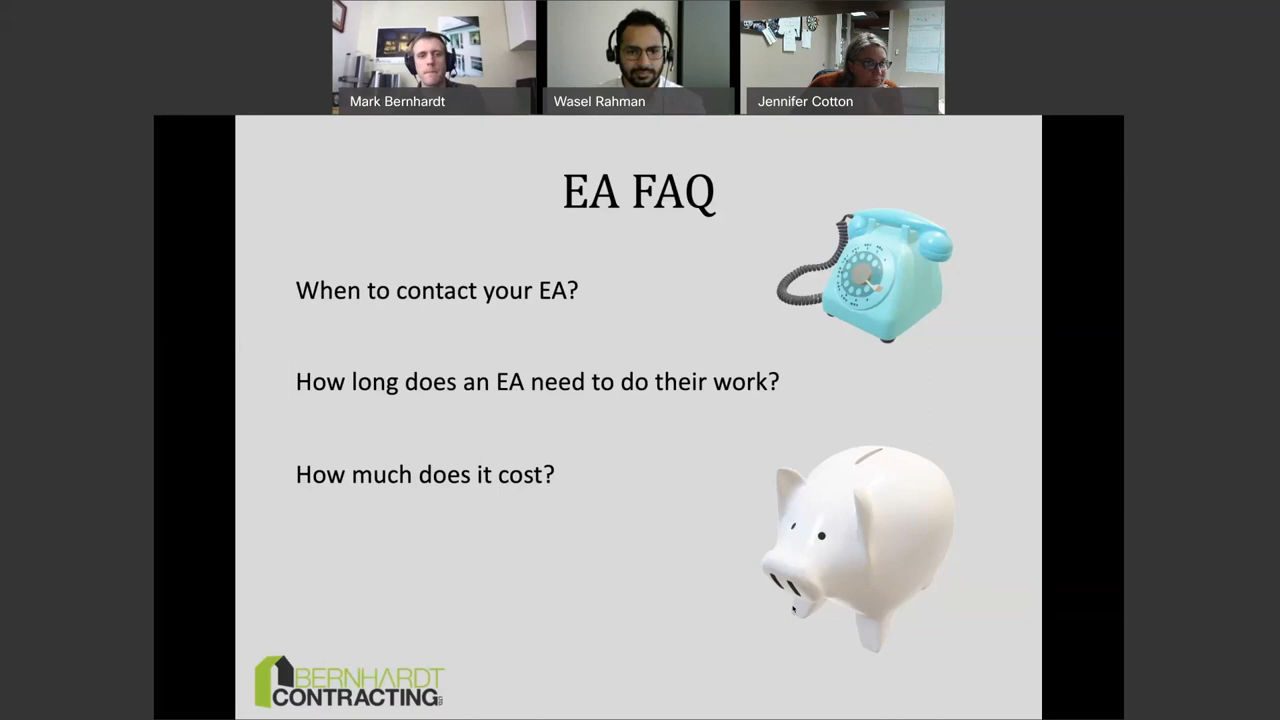 Mark Bernhardt
Wasel Rahman
Jennifer Cotton
EA FAQ
When to contact your EA?
How long does an EA need to do their work?
How much does it cost?
BERNHARDT
CONTRACTING